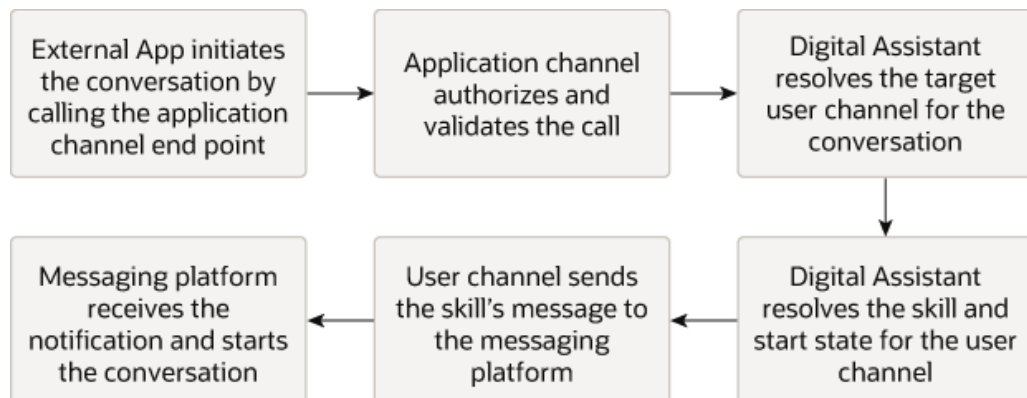 External App initiates
the conversation by
calling the application
channel end point
Application channel
authorizes and
validates the call
Digital Assistant
resolves the target
user channel for the
conversation
Digital Assistant
resolves the skill and
start state for the user
channel
User channel sends
the skill's message to
the messaging
platform
Messaging platform
receives the
notification and starts
the conversation